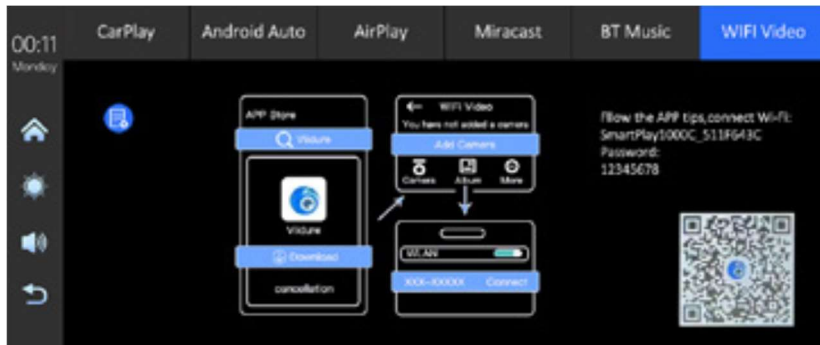 00:11
Monday
CarPlay
Android Auto
AirPlay
Miracast
BT Music
WIFI Video
APP Store
Viidure
Viidure
Download
cancellation
WIFI Video
You have not added a camera
Add Camera
Camera
Album
More
WLAN
XXX-XXXXX
Connect
Fllow the APP tips,connect Wi-Fi:
SmartPlay1000C_511F643C
Password:
12345678